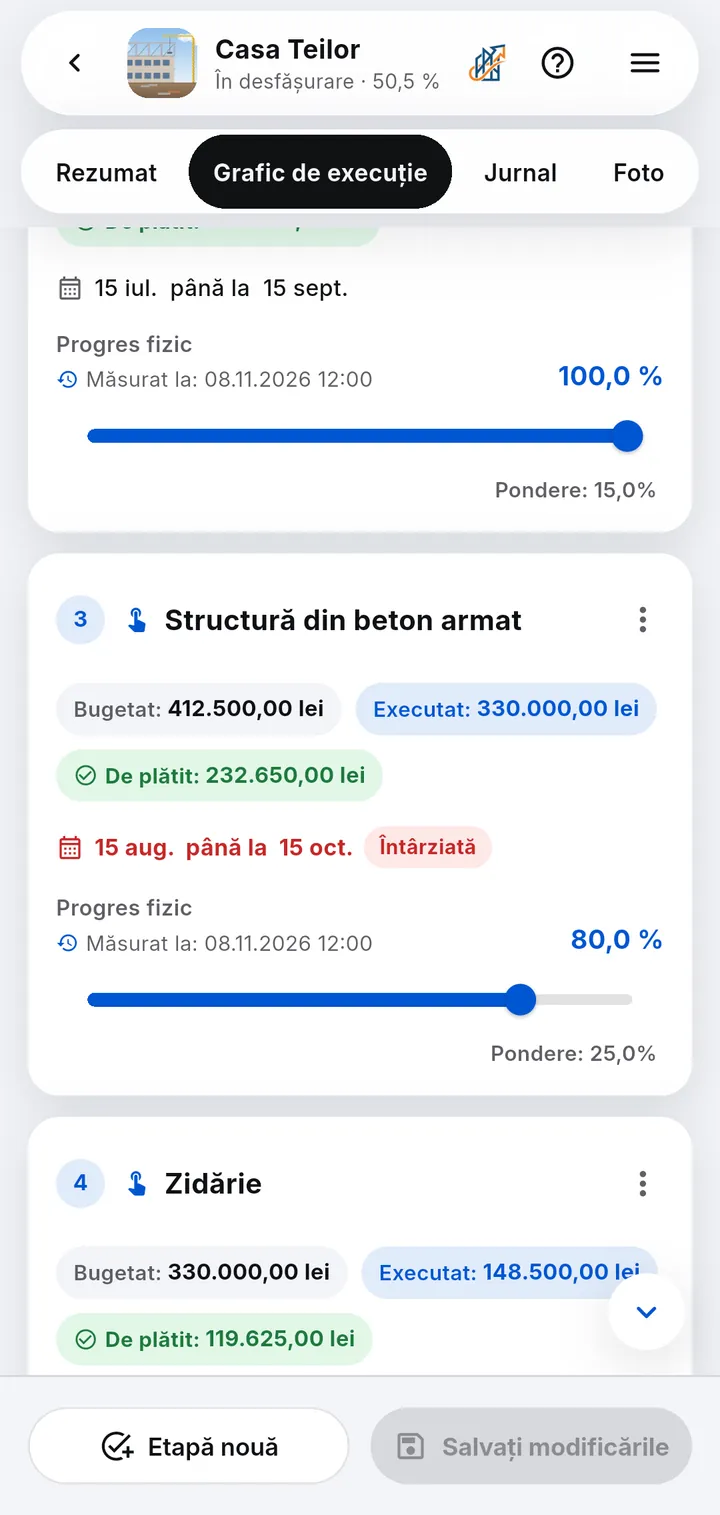 Casa Teilor
În desfășurare · 50,5 %
Rezumat
Grafic de execuție
Jurnal
Foto
De plătit:
15 iul. până la 15 sept.
Progres fizic
Măsurat la: 08.11.2026 12:00
100,0 %
Pondere: 15,0%
3
Structură din beton armat
Bugetat: 412.500,00 lei
Executat: 330.000,00 lei
De plătit: 232.650,00 lei
15 aug. până la 15 oct.
Întârziată
Progres fizic
Măsurat la: 08.11.2026 12:00
80,0 %
Pondere: 25,0%
4
Zidărie
Bugetat: 330.000,00 lei
Executat: 148.500,00 lei
De plătit: 119.625,00 lei
Etapă nouă
Salvați modificările